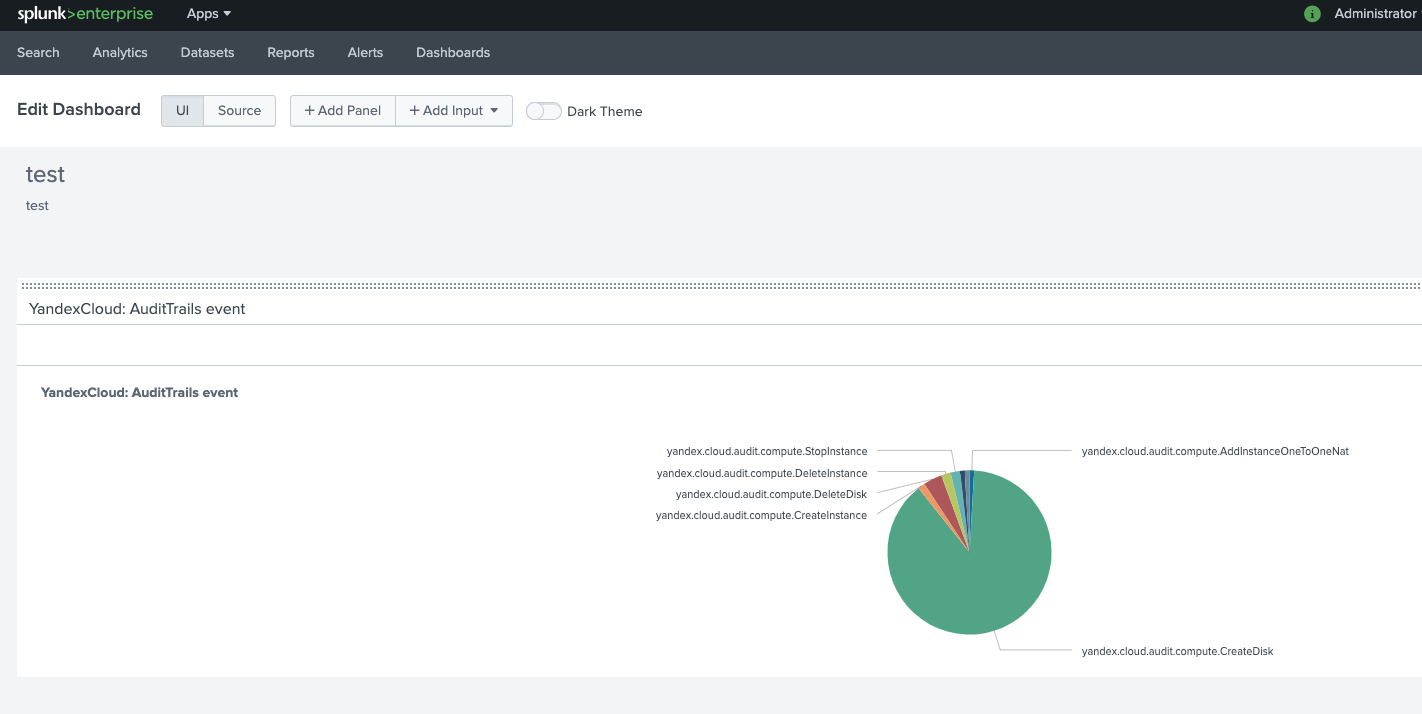 splunk>enterprise Apps Administrator
Search Analytics Datasets Reports Alerts Dashboards
Edit Dashboard UI Source + Add Panel + Add Input Dark Theme
test
test
YandexCloud: AuditTrails event
YandexCloud: AuditTrails event
yandex.cloud.audit.compute.StopInstance yandex.cloud.audit.compute.AddInstanceOneToOneNat
yandex.cloud.audit.compute.DeleteInstance
yandex.cloud.audit.compute.DeleteDisk
yandex.cloud.audit.compute.CreateInstance
yandex.cloud.audit.compute.CreateDisk